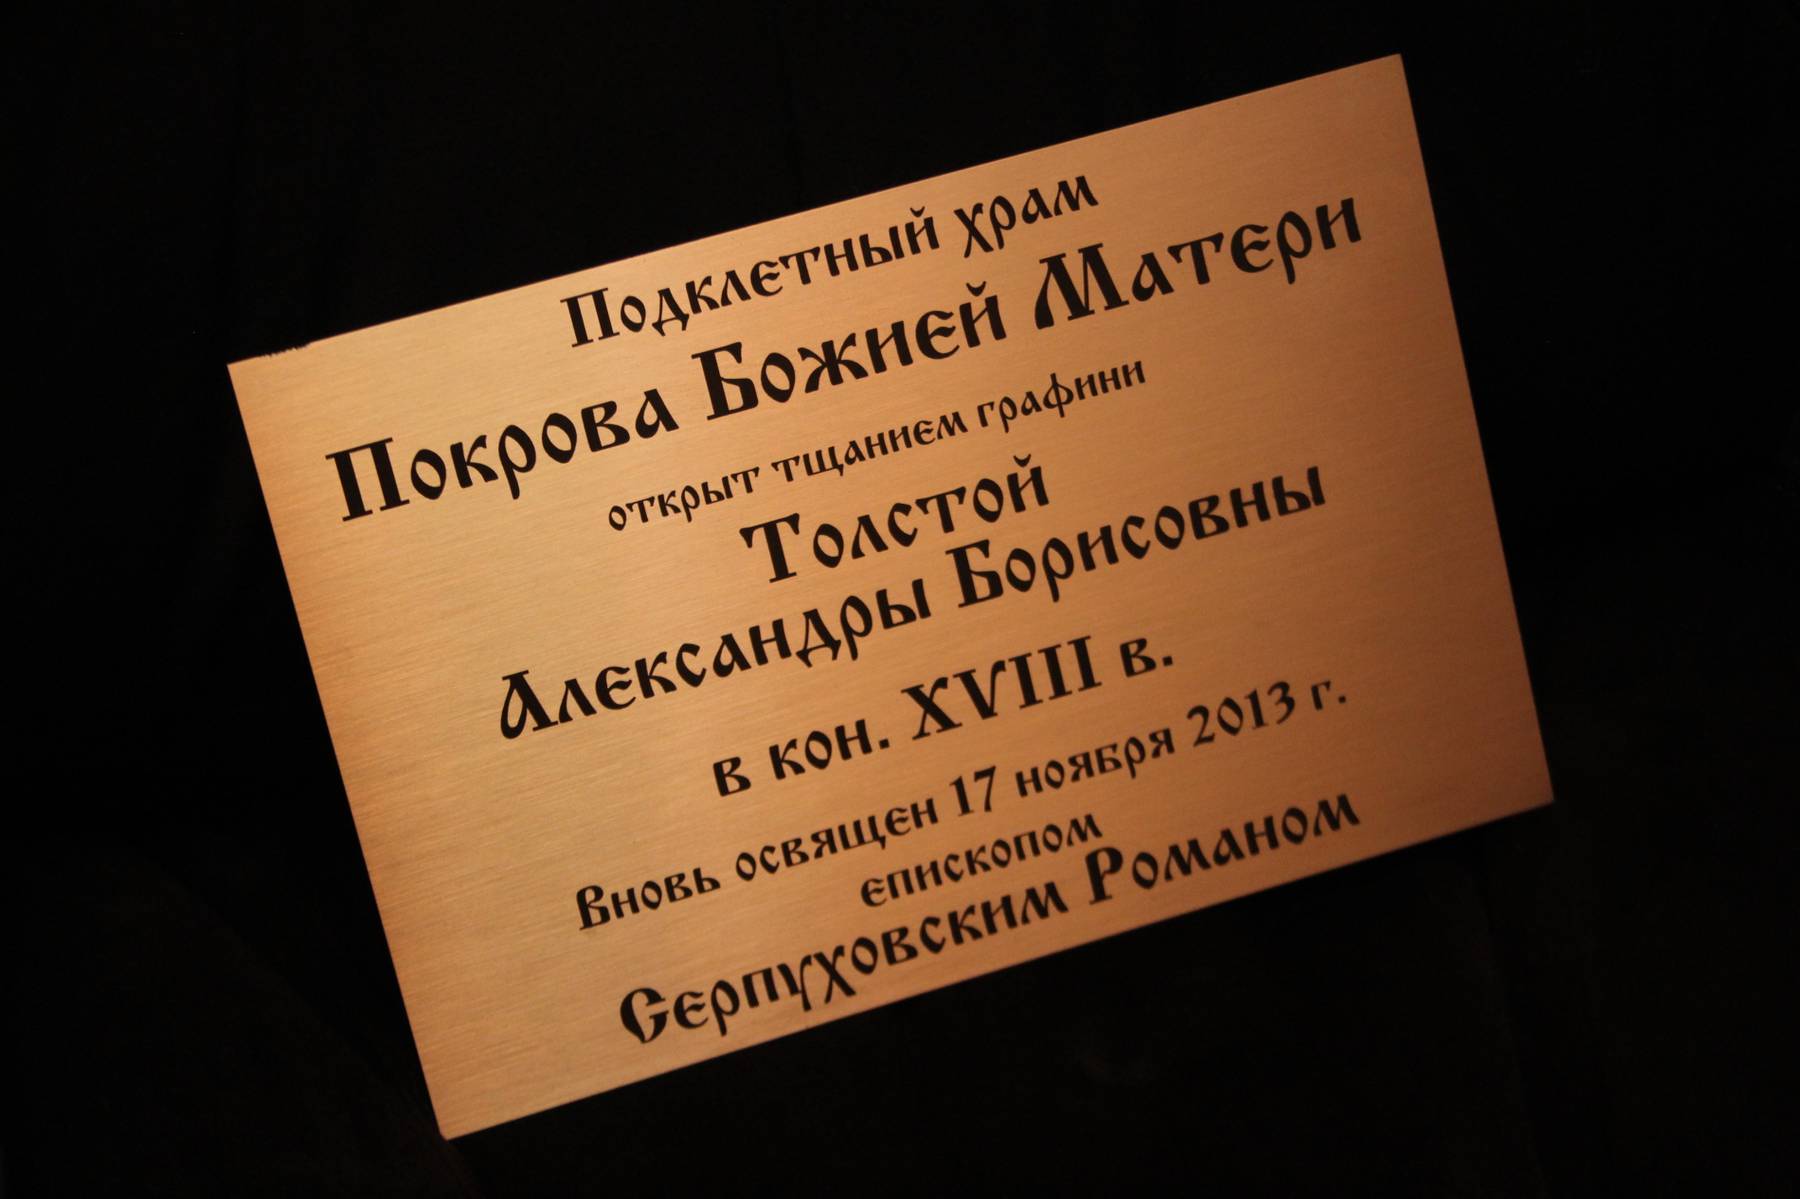 Подклетный храм
Покрова Божией Матери
открыт тщанием графини
Толстой
Александры Борисовны
в кон. XVIII в.
Вновь освящен 17 ноября 2013 г.
епископом
Серпуховским Романом